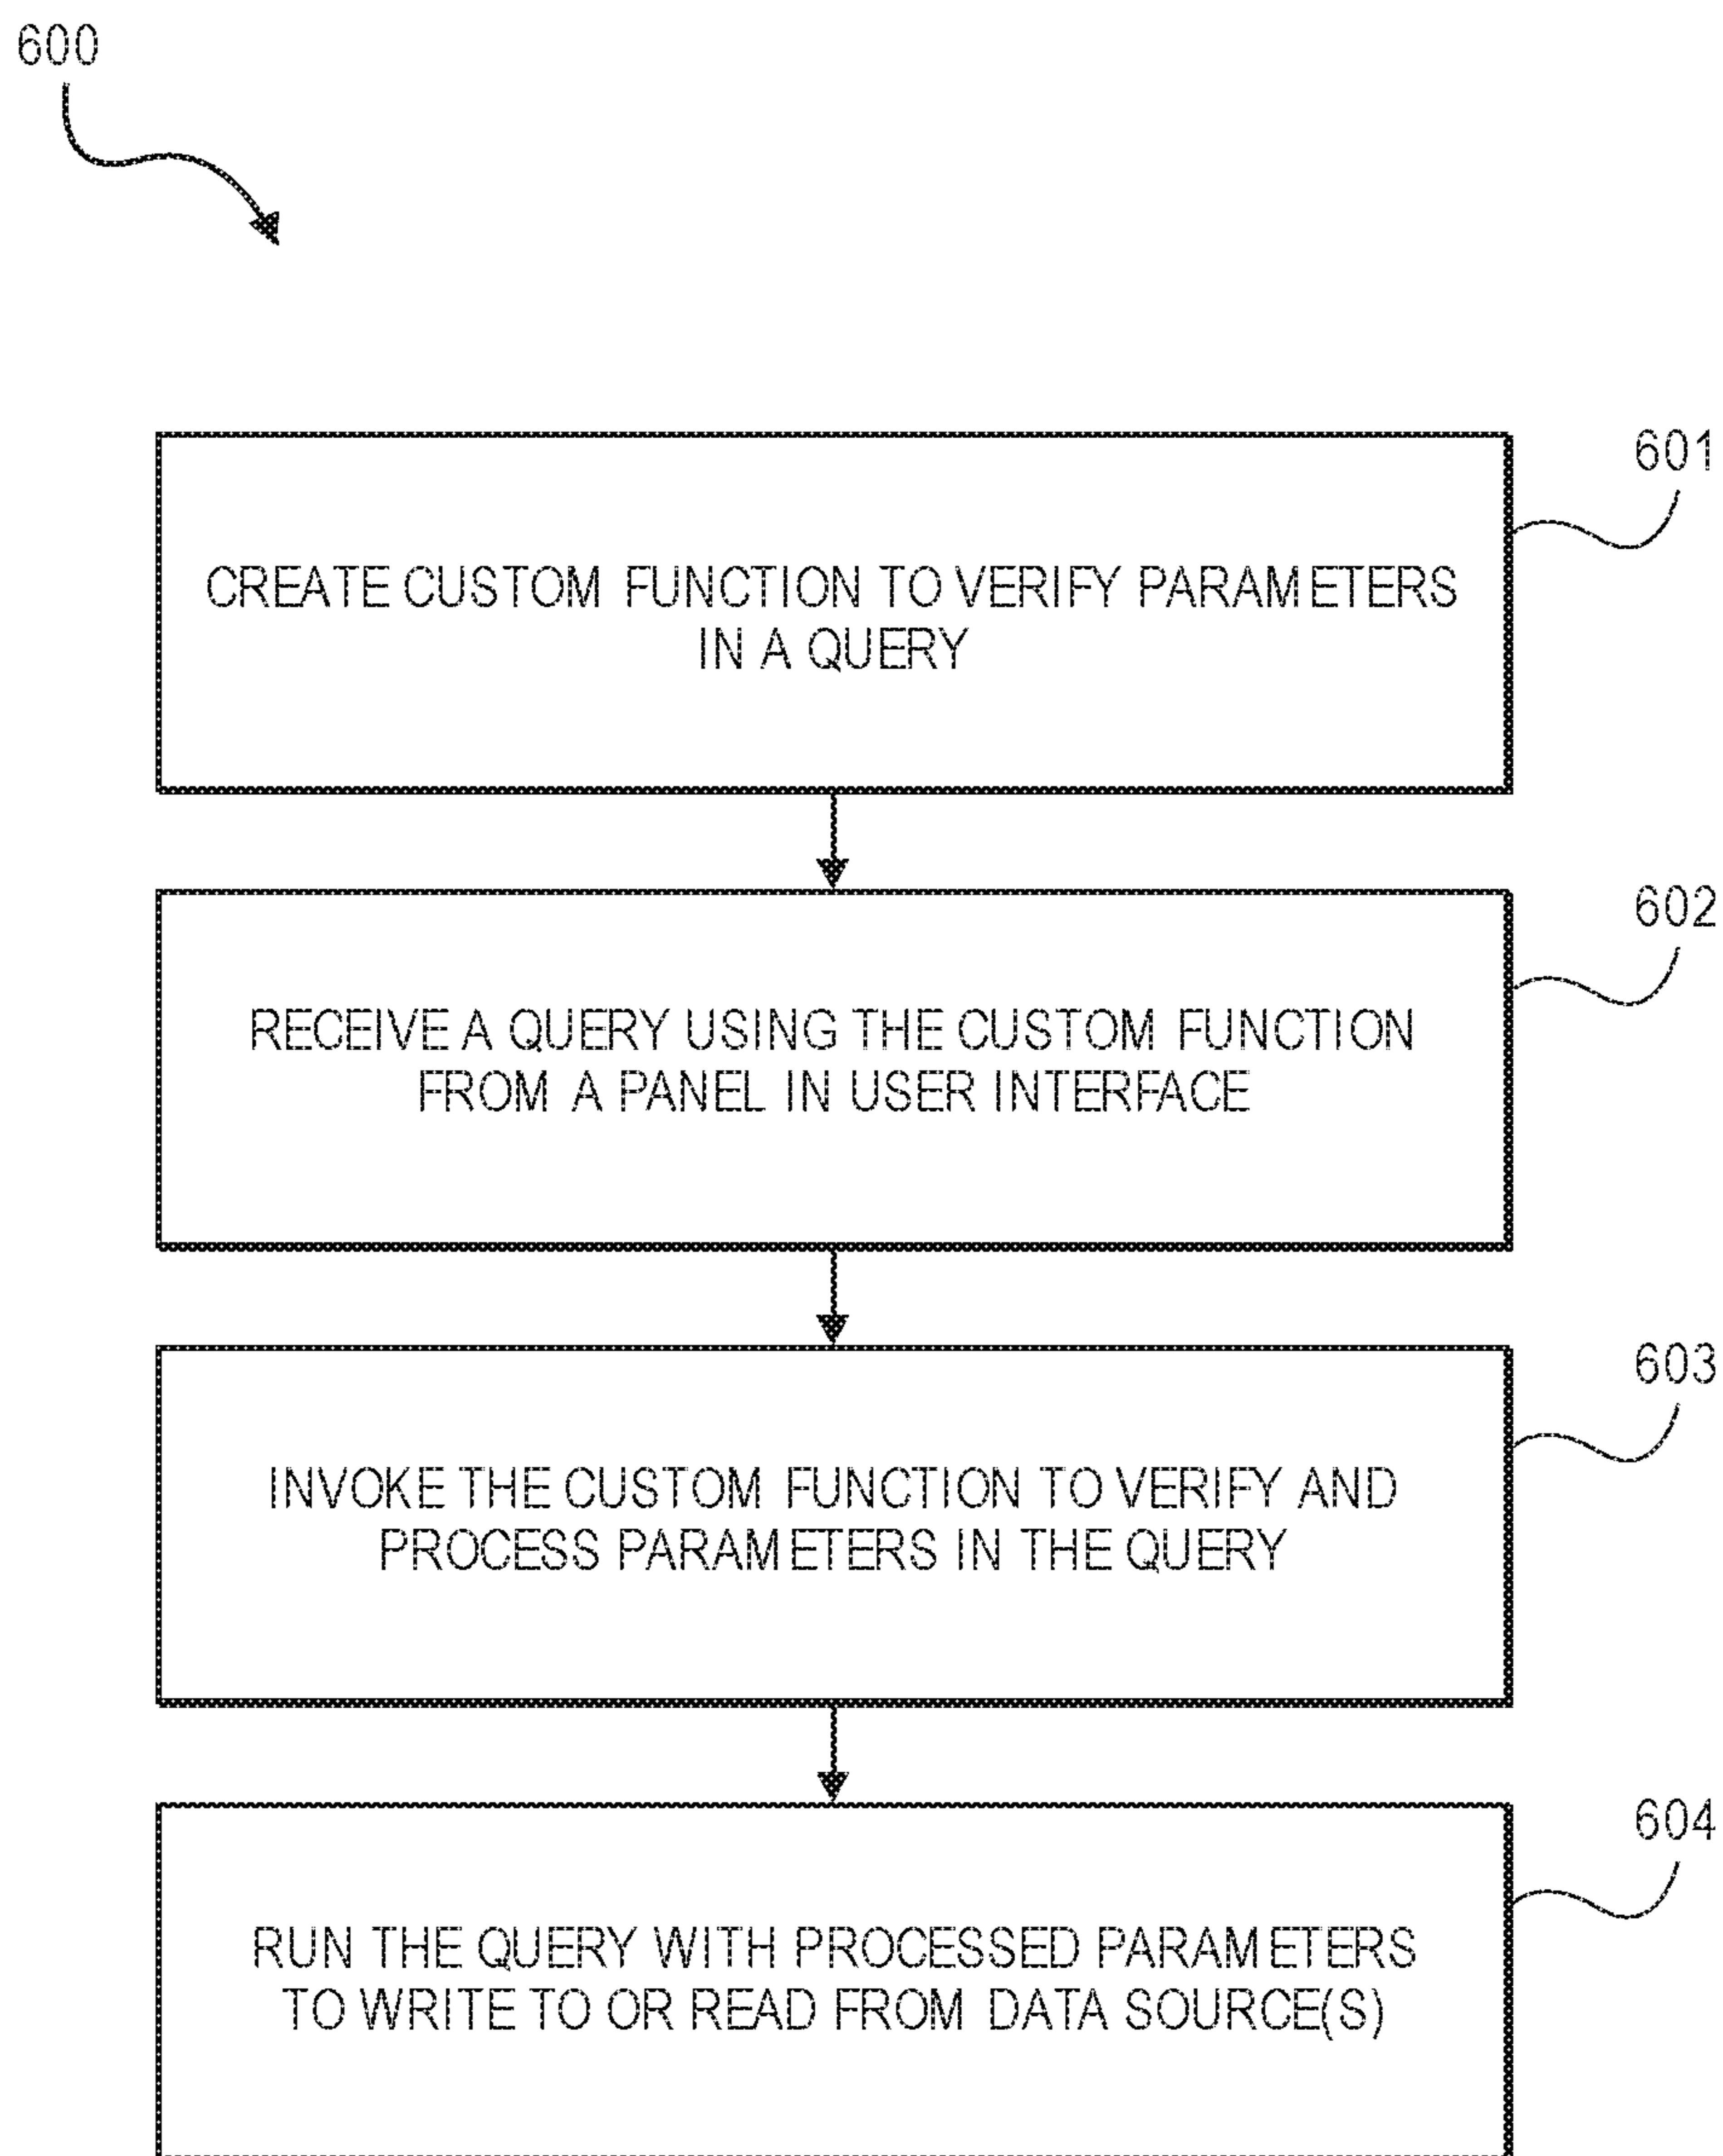 600
601
CREATE CUSTOM FUNCTION TO VERIFY PARAMETERS
IN A QUERY
602
RECEIVE A QUERY USING THE CUSTOM FUNCTION
FROM A PANEL IN USER INTERFACE
603
INVOKE THE CUSTOM FUNCTION TO VERIFY AND
PROCESS PARAMETERS IN THE QUERY
604
RUN THE QUERY WITH PROCESSED PARAMETERS
TO WRITE TO OR READ FROM DATA SOURCE(S)